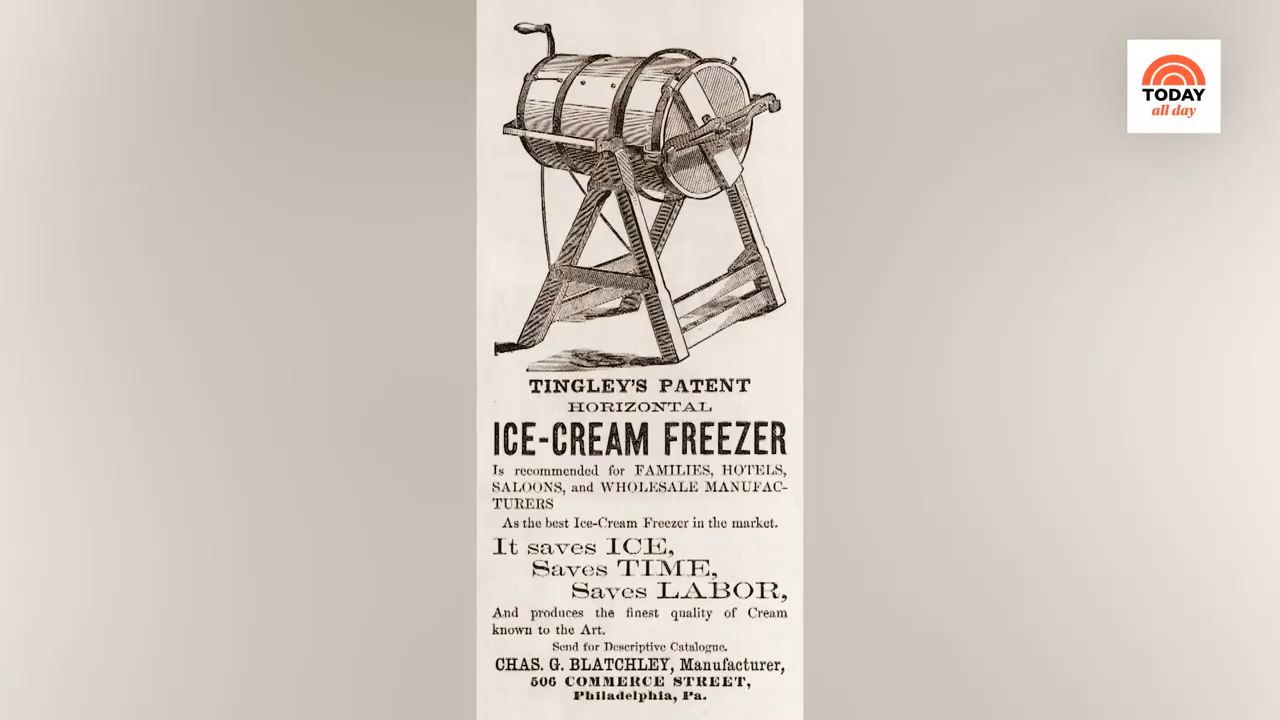 TODAY
all day
TINGLEY'S PATENT
HORIZONTAL
ICE-CREAM FREEZER
Is recommended for FAMILIES, HOTELS,
SALOONS, and WHOLESALE MANUFAC-
TURERS
As the best Ice-Cream Freezer in the market.
It saves ICE,
Saves TIME,
Saves LABOR,
And produces the finest quality of Cream
known to the Art.
Send for Descriptive Catalogue.
CHAS. G. BLATCHLEY, Manufacturer,
506 COMMERCE STREET,
Philadelphia, Pa.